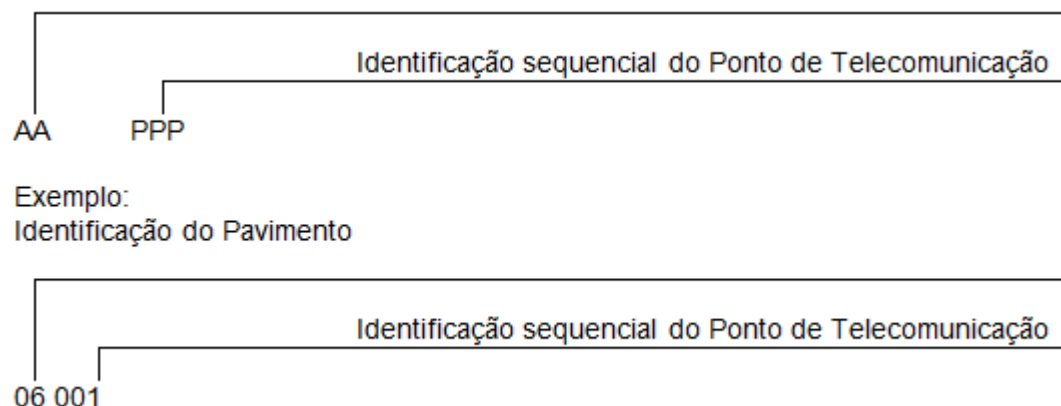 Identificação sequencial do Ponto de Telecomunicação
AA PPP
Exemplo:
Identificação do Pavimento
Identificação sequencial do Ponto de Telecomunicação
06 001